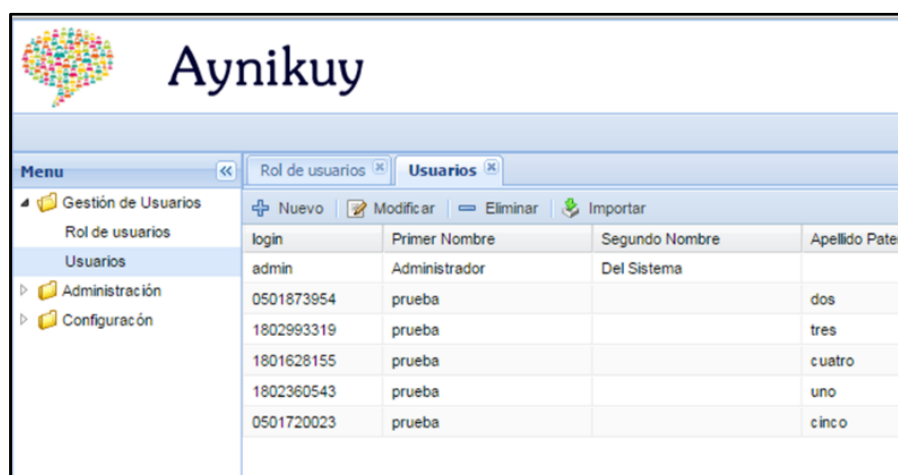 Aynikuy
Menu
Gestión de Usuarios
Rol de usuarios
Usuarios
Administración
Configuracón
Rol de usuarios Usuarios
Nuevo Modificar Eliminar Importar
login Primer Nombre Segundo Nombre Apellido Pate
admin Administrador Del Sistema
0501873954 prueba dos
1802993319 prueba tres
1801628155 prueba cuatro
1802360543 prueba uno
0501720023 prueba cinco